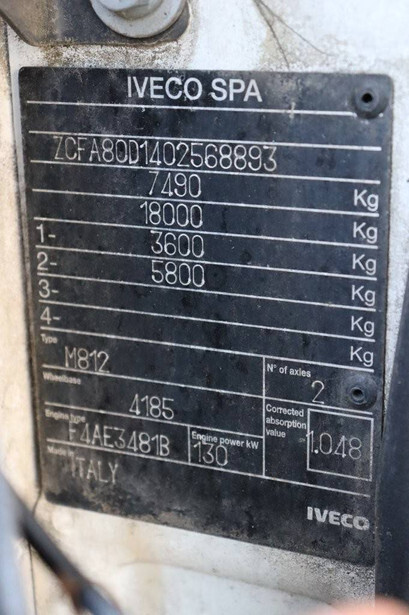 IVECO SPA
ZCFA80D1402568893
7490 Kg
18000 Kg
1- 3600 Kg
2- 5800 Kg
3- Kg
4- Kg
Type
M812
N° of axles
2
Wheelbase
4185
Corrected absorption value
1.048
Engine type
F4AE3481B
Engine power kW
130
Made in
ITALY
IVECO